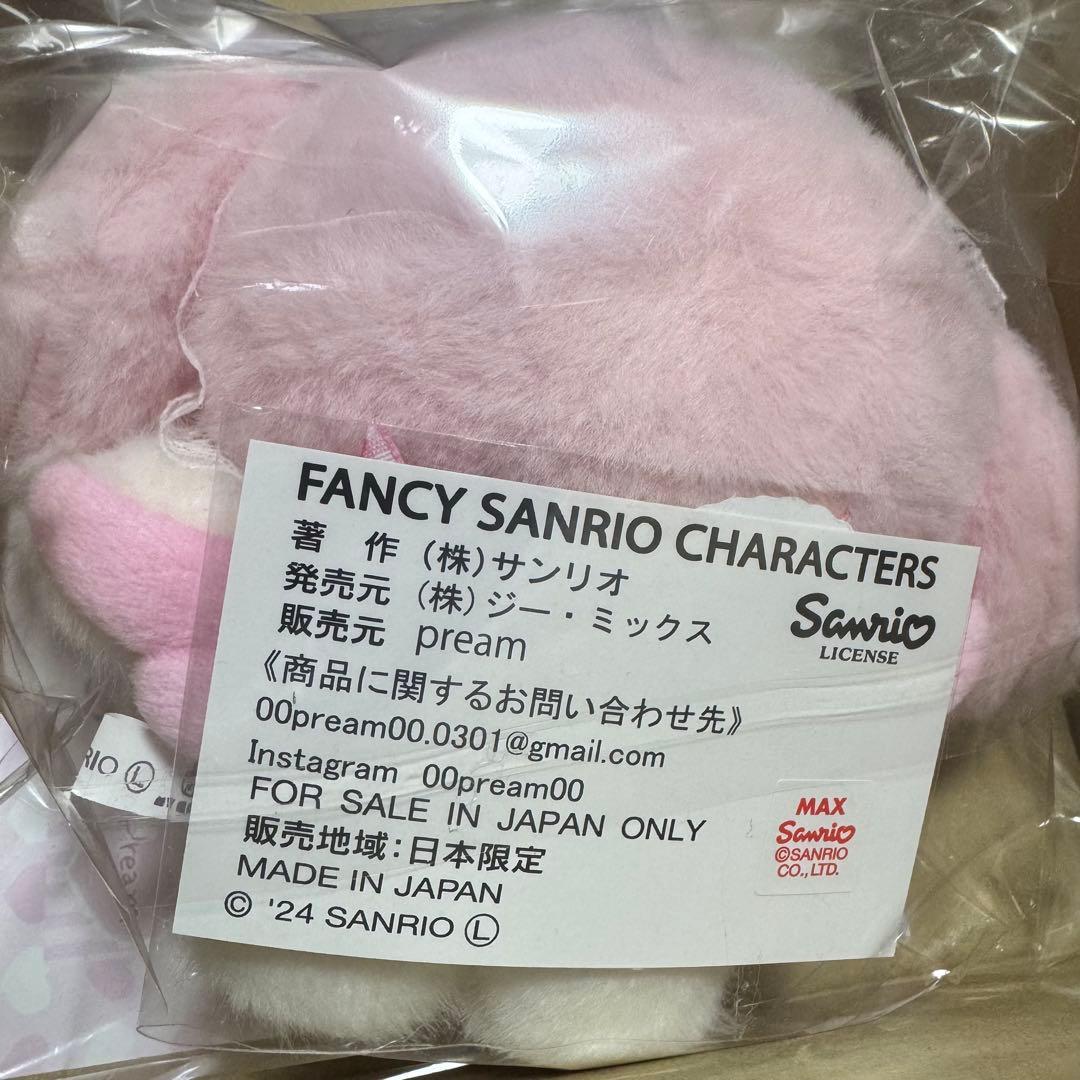 FANCY SANRIO CHARACTERS
著 作 (株)サンリオ
発売元 (株)ジー・ミックス
販売元 pream
Sanrio
LICENSE
《商品に関するお問い合わせ先》
00pream00.0301@gmail.com
Instagram 00pream00
FOR SALE IN JAPAN ONLY
販売地域:日本限定
MADE IN JAPAN
© '24 SANRIO Ⓛ
MAX
Sanrio
©SANRIO
CO.,LTD.
RIO Ⓛ
Pream